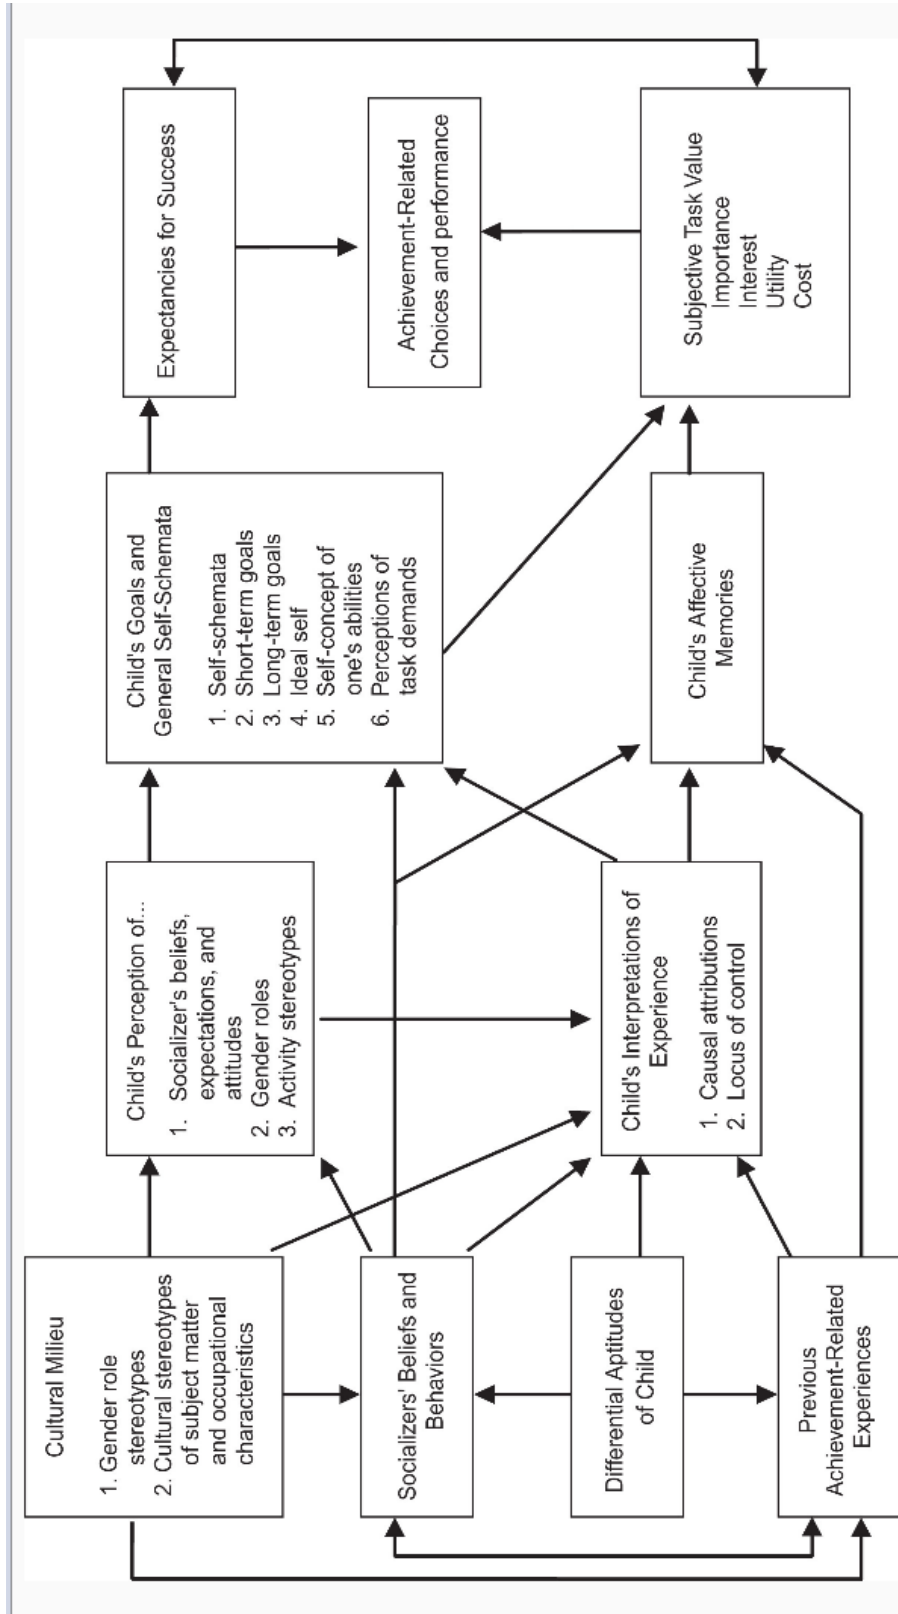 Cultural Milieu
1. Gender role
stereotypes
2. Cultural stereotypes
of subject matter
and occupational
characteristics
Socializers' Beliefs and
Behaviors
Differential Aptitudes
of Child
Previous
Achievement-Related
Experiences
Child's Perception of...
1. Socializer's beliefs,
expectations, and
attitudes
2. Gender roles
3. Activity stereotypes
Child's Interpretations of
Experience
1. Causal attributions
2. Locus of control
Child's Goals and
General Self-Schemata
1. Self-schemata
2. Short-term goals
3. Long-term goals
4. Ideal self
5. Self-concept of
one's abilities
6. Perceptions of
task demands
Child's Affective
Memories
Expectancies for Success
Achievement-Related
Choices and performance
Subjective Task Value
Importance
Interest
Utility
Cost